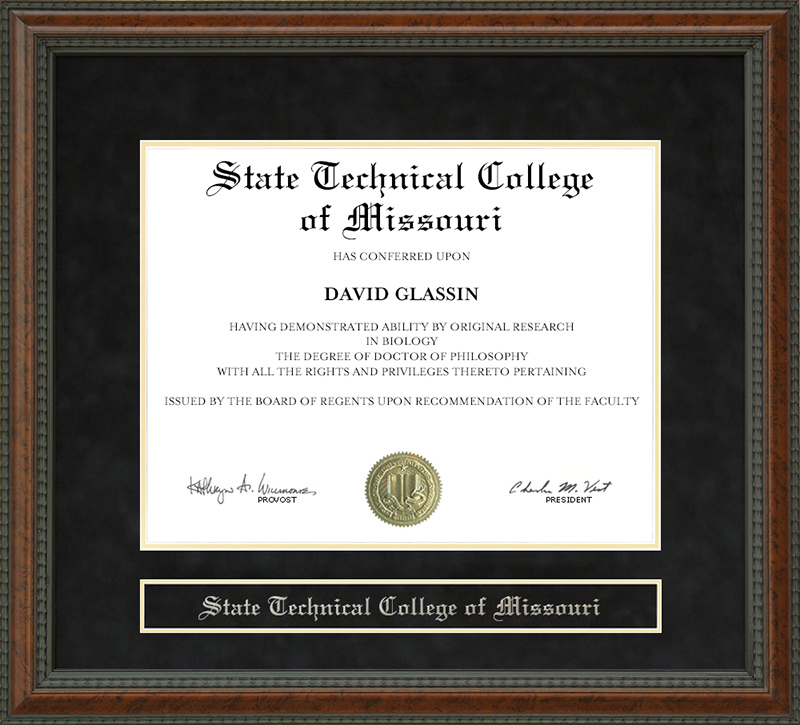 State Technical College
of Missouri
HAS CONFERRED UPON
DAVID GLASSIN
HAVING DEMONSTRATED ABILITY BY ORIGINAL RESEARCH
IN BIOLOGY
THE DEGREE OF DOCTOR OF PHILOSOPHY
WITH ALL THE RIGHTS AND PRIVILEGES THERETO PERTAINING
ISSUED BY THE BOARD OF REGENTS UPON RECOMMENDATION OF THE FACULTY
PROVOST
Charles M. Vest
PRESIDENT
State Technical College of Missouri